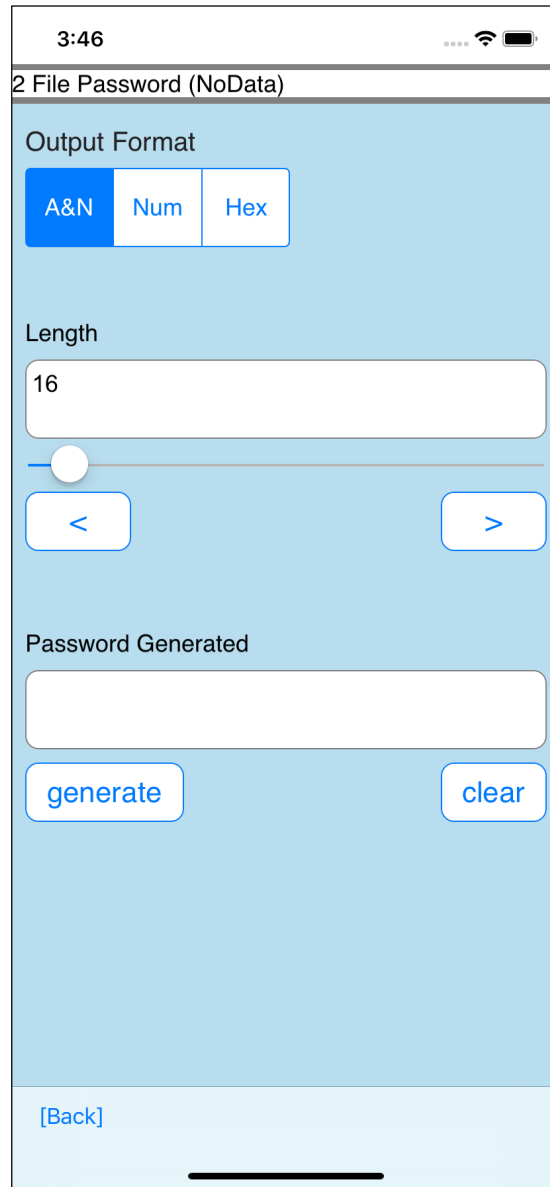 3:46
2 File Password (NoData)
Output Format
A&N Num Hex
Length
16
< >
Password Generated
generate clear
[Back]